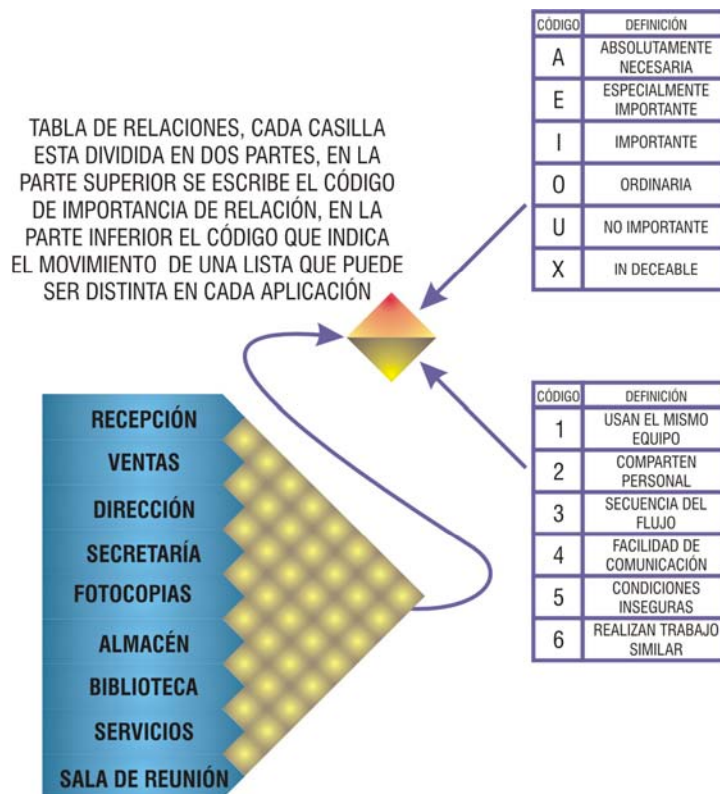 TABLA DE RELACIONES, CADA CASILLA
ESTA DIVIDIDA EN DOS PARTES, EN LA
PARTE SUPERIOR SE ESCRIBE EL CÓDIGO
DE IMPORTANCIA DE RELACIÓN, EN LA
PARTE INFERIOR EL CÓDIGO QUE INDICA
EL MOVIMIENTO DE UNA LISTA QUE PUEDE
SER DISTINTA EN CADA APLICACIÓN
CÓDIGO DEFINICIÓN
A ABSOLUTAMENTE
NECESARIA
E ESPECIALMENTE
IMPORTANTE
I IMPORTANTE
O ORDINARIA
U NO IMPORTANTE
X IN DECEABLE
RECEPCIÓN
VENTAS
DIRECCIÓN
SECRETARÍA
FOTOCOPIAS
ALMACÉN
BIBLIOTECA
SERVICIOS
SALA DE REUNIÓN
CÓDIGO DEFINICIÓN
1 USAN EL MISMO
EQUIPO
2 COMPARTEN
PERSONAL
3 SECUENCIA DEL
FLUJO
4 FACILIDAD DE
COMUNICACIÓN
5 CONDICIONES
INSEGURAS
6 REALIZAN TRABAJO
SIMILAR